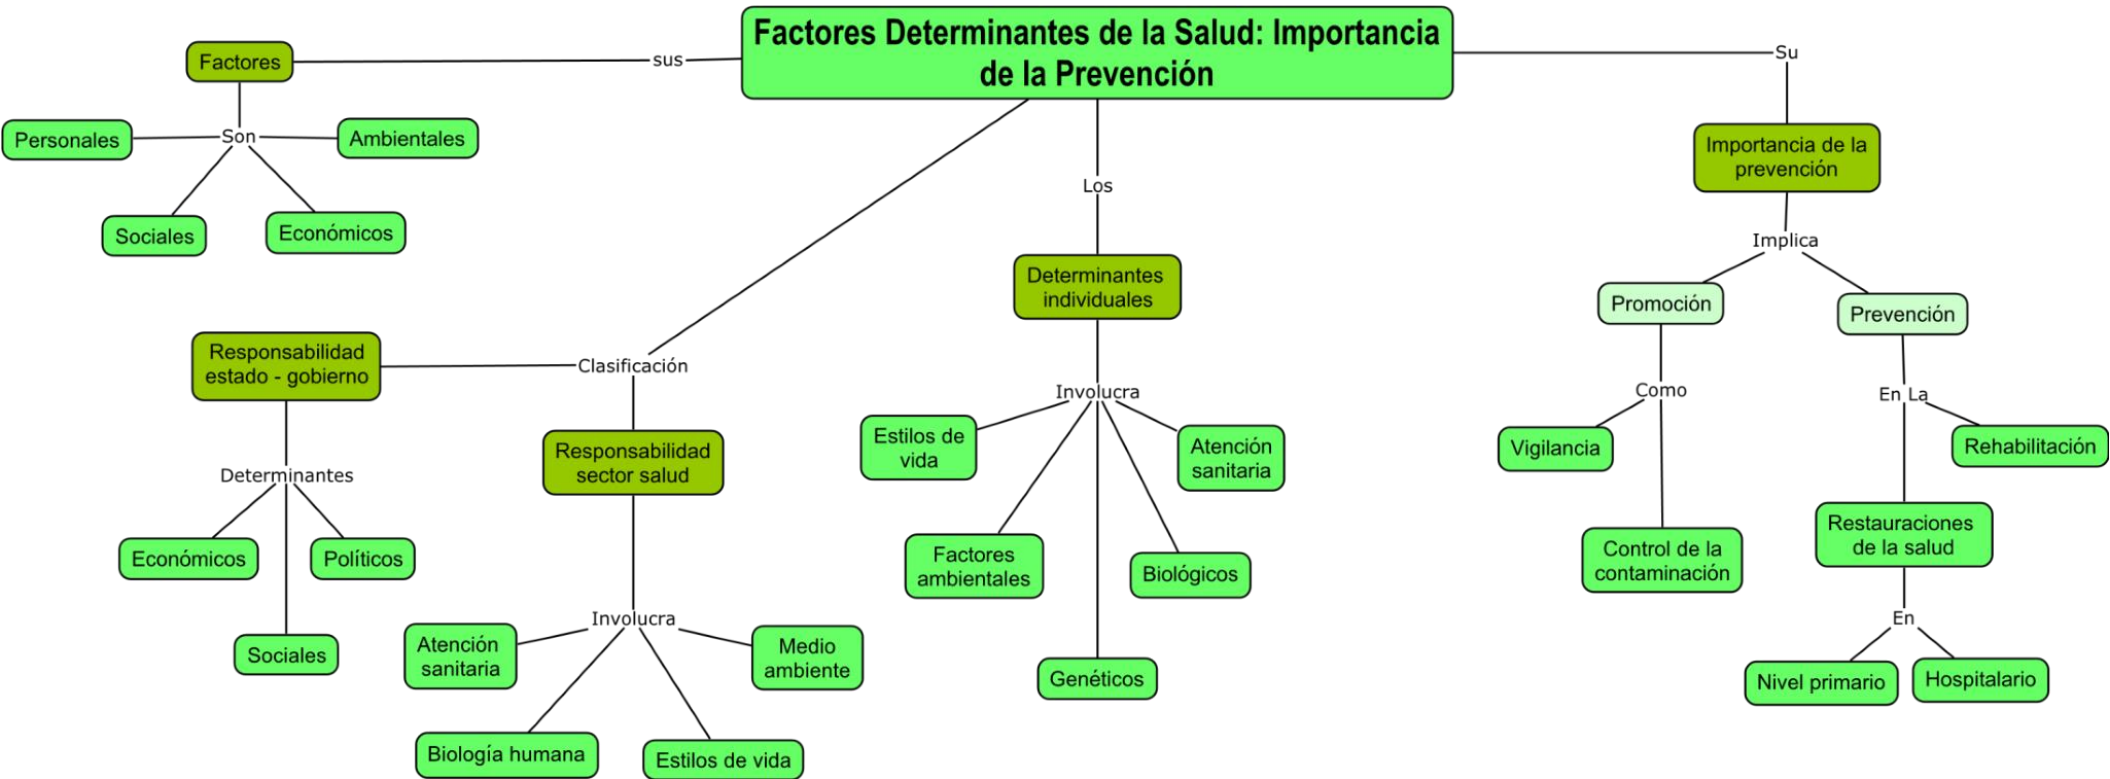 Factores Determinantes de la Salud: Importancia
de la Prevención
sus
Factores
Son
Personales
Ambientales
Sociales
Económicos
Clasificación
Responsabilidad
estado - gobierno
Determinantes
Económicos
Políticos
Sociales
Responsabilidad
sector salud
Involucra
Atención
sanitaria
Medio
ambiente
Biología humana
Estilos de vida
Los
Determinantes
individuales
Involucra
Estilos de
vida
Atención
sanitaria
Factores
ambientales
Biológicos
Genéticos
Su
Importancia de la
prevención
Implica
Promoción
Como
Vigilancia
Control de la
contaminación
Prevención
En La
Rehabilitación
Restauraciones
de la salud
En
Nivel primario
Hospitalario